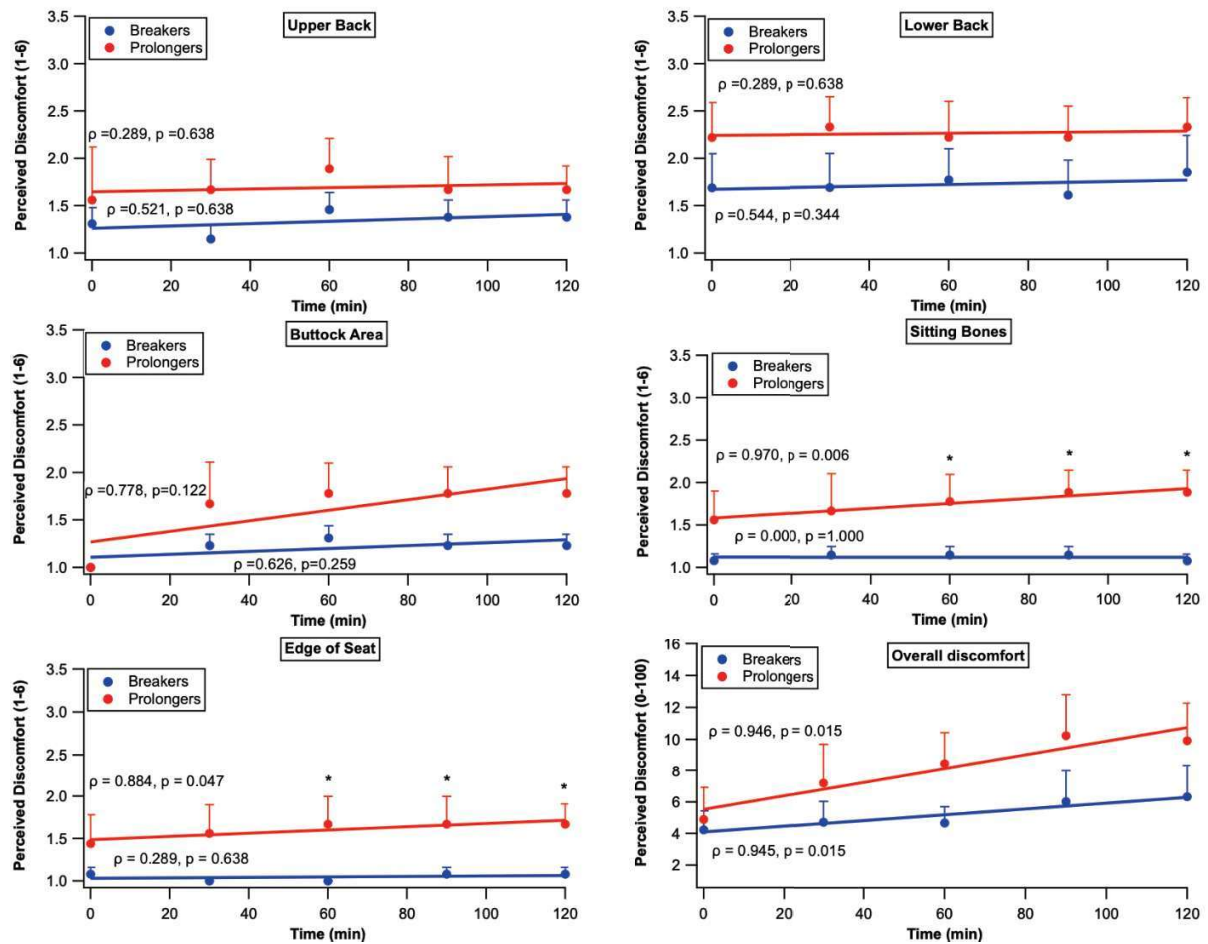 Upper Back
Breakers
Prolongers
ρ =0.289, p =0.638
ρ =0.521, p =0.638
Perceived Discomfort (1-6)
3.5
3.0
2.5
2.0
1.5
1.0
0
20
40
60
80
100
120
Time (min)
Lower Back
Breakers
Prolongers
ρ =0.289, p =0.638
ρ =0.544, p =0.344
Perceived Discomfort (1-6)
3.5
3.0
2.5
2.0
1.5
1.0
0
20
40
60
80
100
120
Time (min)
Buttock Area
Breakers
Prolongers
ρ =0.778, p=0.122
ρ =0.626, p=0.259
Perceived Discomfort (1-6)
3.5
3.0
2.5
2.0
1.5
1.0
0
20
40
60
80
100
120
Time (min)
Sitting Bones
Breakers
Prolongers
ρ = 0.970, p = 0.006
* * *
ρ = 0.000, p =1.000
Perceived Discomfort (1-6)
3.5
3.0
2.5
2.0
1.5
1.0
0
20
40
60
80
100
120
Time (min)
Edge of Seat
Breakers
Prolongers
ρ = 0.884, p = 0.047
* * *
ρ = 0.289, p = 0.638
Perceived Discomfort (1-6)
3.5
3.0
2.5
2.0
1.5
1.0
0
20
40
60
80
100
120
Time (min)
Overall discomfort
Breakers
Prolongers
ρ = 0.946, p = 0.015
ρ = 0.945, p = 0.015
Perceived Discomfort (0-100)
16
14
12
10
8
6
4
2
0
20
40
60
80
100
120
Time (min)